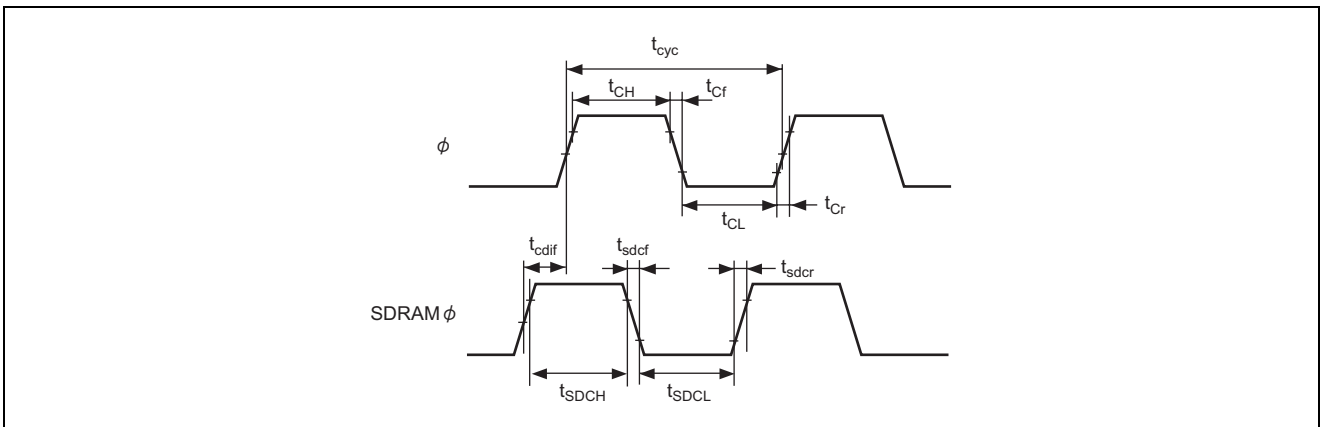 tcyc
tCH
tCf
φ
tCL
tCr
tcdif
tsdcf
tsdcr
SDRAM φ
tSDCH
tSDCL